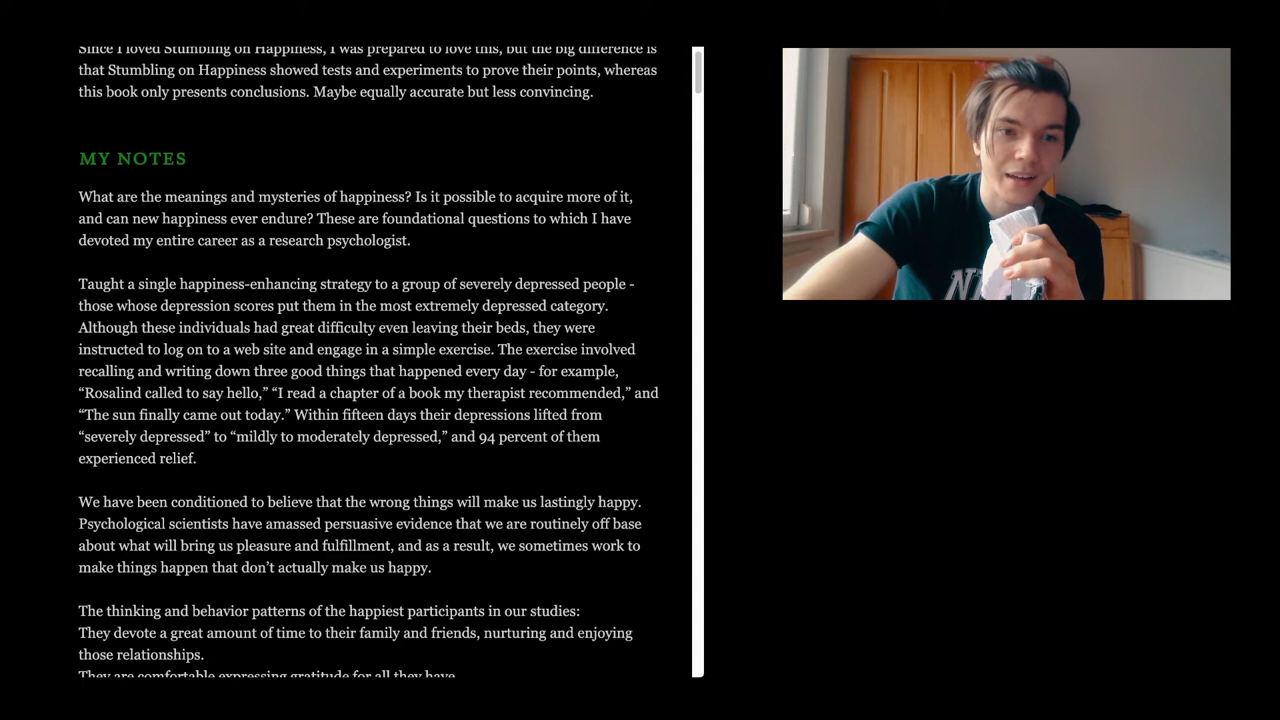 Since I loved Stumbling on Happiness, I was prepared to love this, but the big difference is
that Stumbling on Happiness showed tests and experiments to prove their points, whereas
this book only presents conclusions. Maybe equally accurate but less convincing.
MY NOTES
What are the meanings and mysteries of happiness? Is it possible to acquire more of it,
and can new happiness ever endure? These are foundational questions to which I have
devoted my entire career as a research psychologist.
Taught a single happiness-enhancing strategy to a group of severely depressed people -
those whose depression scores put them in the most extremely depressed category.
Although these individuals had great difficulty even leaving their beds, they were
instructed to log on to a web site and engage in a simple exercise. The exercise involved
recalling and writing down three good things that happened every day - for example,
“Rosalind called to say hello,” “I read a chapter of a book my therapist recommended,” and
“The sun finally came out today.” Within fifteen days their depressions lifted from
“severely depressed” to “mildly to moderately depressed,” and 94 percent of them
experienced relief.
We have been conditioned to believe that the wrong things will make us lastingly happy.
Psychological scientists have amassed persuasive evidence that we are routinely off base
about what will bring us pleasure and fulfillment, and as a result, we sometimes work to
make things happen that don’t actually make us happy.
The thinking and behavior patterns of the happiest participants in our studies:
They devote a great amount of time to their family and friends, nurturing and enjoying
those relationships.
They are comfortable expressing gratitude for all they have.